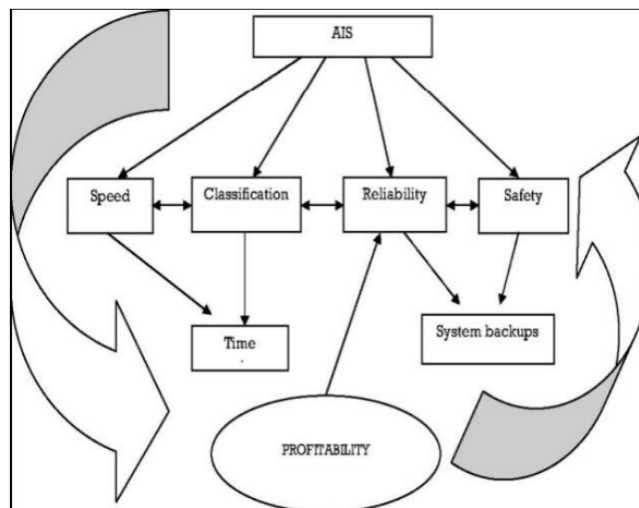 AIS
Speed
Classification
Reliability
Safety
Time
.
System backups
PROFITABILITY